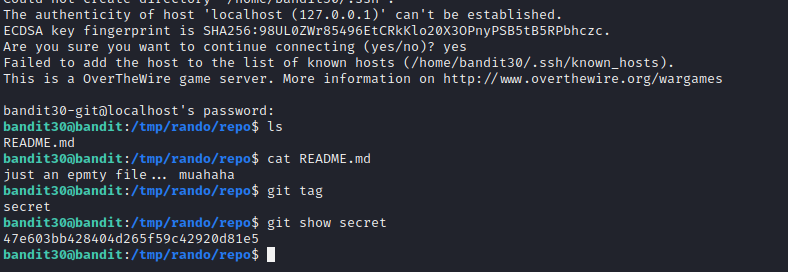 Could not create directory '/home/bandit30/.ssh'.
The authenticity of host 'localhost (127.0.0.1)' can't be established.
ECDSA key fingerprint is SHA256:98UL0ZWr85496EtCRkKlo20X3OPnyPSB5tB5RPbhczc.
Are you sure you want to continue connecting (yes/no)? yes
Failed to add the host to the list of known hosts (/home/bandit30/.ssh/known_hosts).
This is a OverTheWire game server. More information on http://www.overthewire.org/wargames
bandit30-git@localhost's password:
bandit30@bandit:/tmp/rando/repo$ ls
README.md
bandit30@bandit:/tmp/rando/repo$ cat README.md
just an epmty file... muahaha
bandit30@bandit:/tmp/rando/repo$ git tag
secret
bandit30@bandit:/tmp/rando/repo$ git show secret
47e603bb428404d265f59c42920d81e5
bandit30@bandit:/tmp/rando/repo$